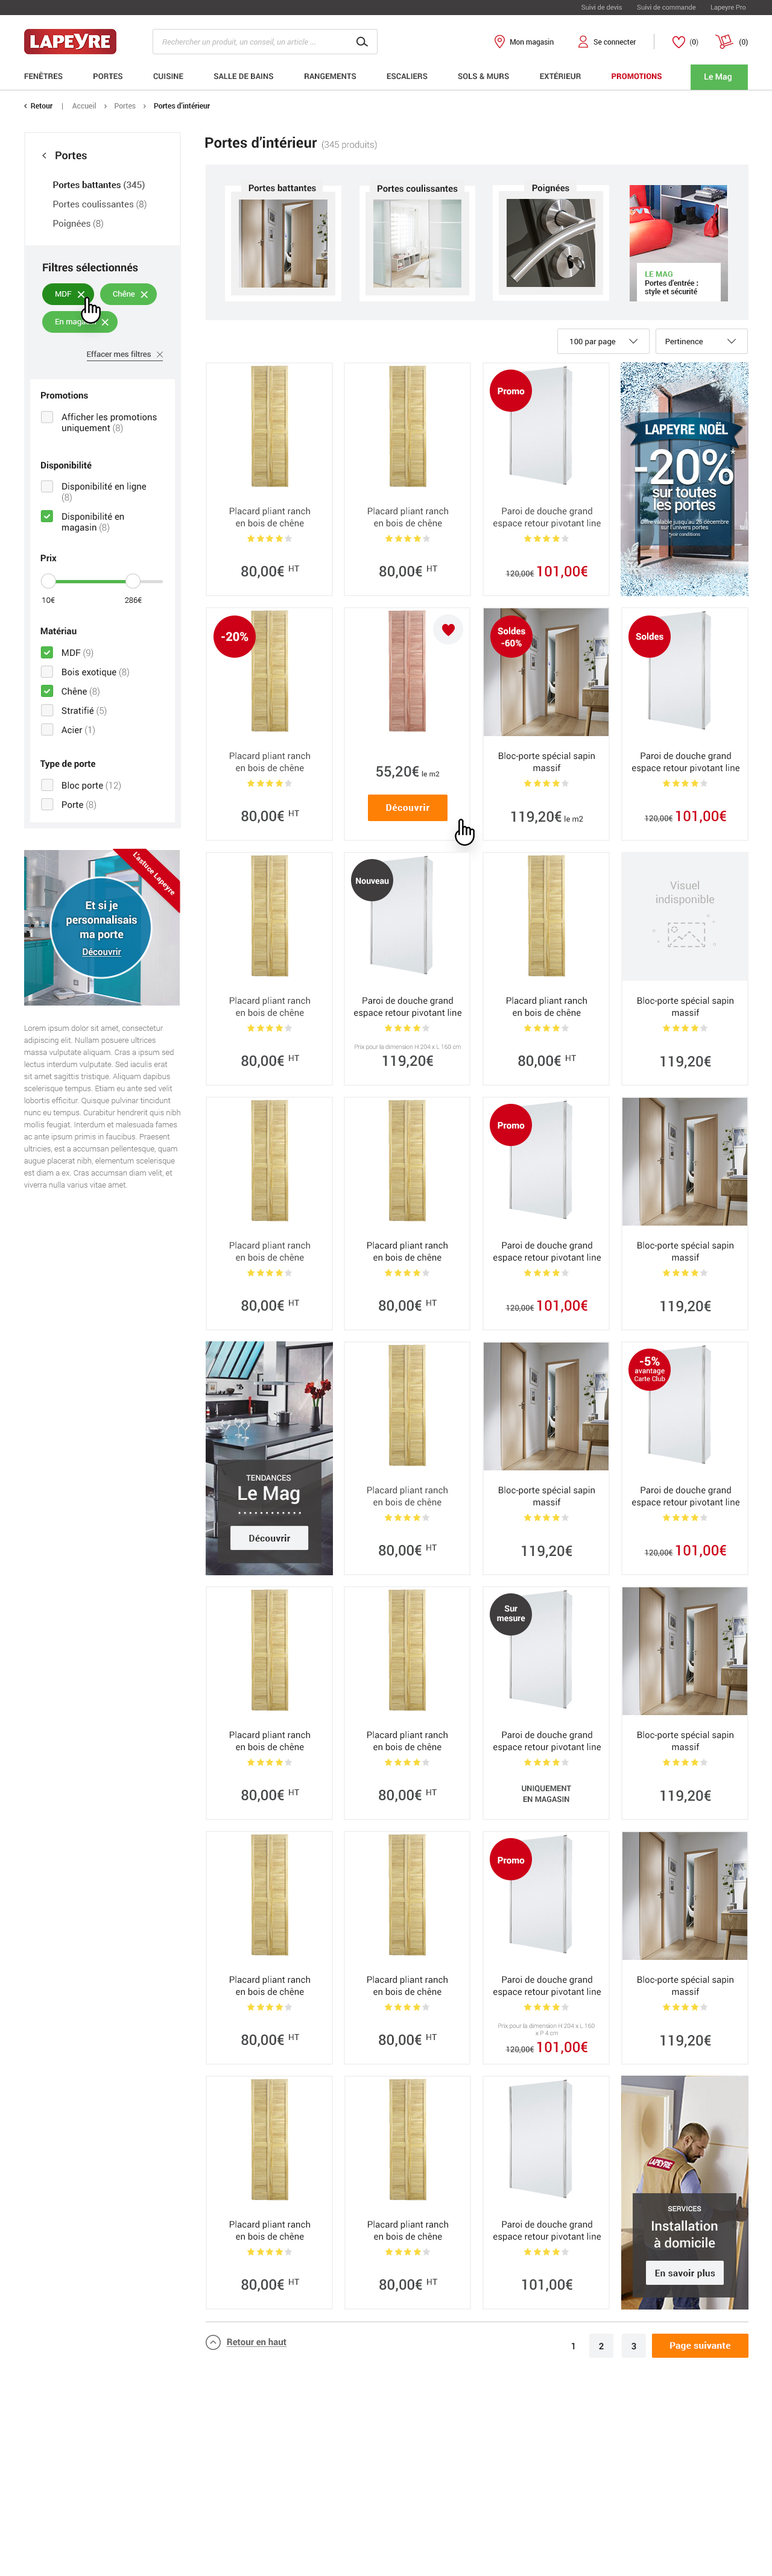 Suivi de devis Suivi de commande Lapeyre Pro
LAPEYRE
Rechercher un produit, un conseil, un article ...
Mon magasin
Se connecter
(0)
(0)
FENÊTRES PORTES CUISINE SALLE DE BAINS RANGEMENTS ESCALIERS SOLS & MURS EXTÉRIEUR PROMOTIONS Le Mag
Retour | Accueil > Portes > Portes d'intérieur
Portes
Portes battantes (345)
Portes coulissantes (8)
Poignées (8)
Filtres sélectionnés
MDF
Chêne
En
Effacer mes filtres
Promotions
Afficher les promotions
uniquement (8)
Disponibilité
Disponibilité en ligne
(8)
Disponibilité en
magasin (8)
Prix
10€ 286€
Matériau
MDF (9)
Bois exotique (8)
Chêne (8)
Stratifié (5)
Acier (1)
Type de porte
Bloc porte (12)
Porte (8)
L'astuce Lapeyre
Et si je
personnalisais
ma porte
Découvrir
Lorem ipsum dolor sit amet, consectetur
adipiscing elit. Nullam posuere ultrices
massa vulputate aliquam. Cras a ipsum sed
lectus interdum vulputate. Sed iaculis erat
sit amet sagittis tristique. Aliquam dapibus
scelerisque tempus. Etiam eu ante sed velit
lobortis efficitur. Quisque pulvinar tincidunt
nunc eu tempus. Curabitur hendrerit quis nibh
mollis feugiat. Interdum et malesuada fames
ac ante ipsum primis in faucibus. Praesent
ultricies, est a accumsan pellentesque, quam
augue placerat nibh, elementum scelerisque
est diam a ex. Cras accumsan diam velit, et
viverra nulla varius vitae amet.
Portes d'intérieur (345 produits)
Portes battantes
Portes coulissantes
Poignées
LE MAG
Portes d'entrée :
style et sécurité
100 par page
Pertinence
Placard pliant ranch
en bois de chêne
80,00€ HT
Placard pliant ranch
en bois de chêne
80,00€ HT
Promo
Paroi de douche grand
espace retour pivotant line
120,00€ 101,00€
LAPEYRE NOËL
-20%*
sur toutes
les portes
Offre valable jusqu'au 25 décembre
sur l'univers portes
*voir conditions
-20%
Placard pliant ranch
en bois de chêne
80,00€ HT
55,20€ le m2
Découvrir
Soldes
-60%
Bloc-porte spécial sapin
massif
119,20€ le m2
Soldes
Paroi de douche grand
espace retour pivotant line
120,00€ 101,00€
Placard pliant ranch
en bois de chêne
80,00€ HT
Nouveau
Paroi de douche grand
espace retour pivotant line
Prix pour la dimension H 204 x L 160 cm
119,20€
Placard pliant ranch
en bois de chêne
80,00€ HT
Visuel
indisponible
Bloc-porte spécial sapin
massif
119,20€
Placard pliant ranch
en bois de chêne
80,00€ HT
Placard pliant ranch
en bois de chêne
80,00€ HT
Promo
Paroi de douche grand
espace retour pivotant line
120,00€ 101,00€
Bloc-porte spécial sapin
massif
119,20€
TENDANCES
Le Mag
Découvrir
Placard pliant ranch
en bois de chêne
80,00€ HT
Bloc-porte spécial sapin
massif
119,20€
-5%
avantage
Carte Club
Paroi de douche grand
espace retour pivotant line
120,00€ 101,00€
Placard pliant ranch
en bois de chêne
80,00€ HT
Placard pliant ranch
en bois de chêne
80,00€ HT
Sur
mesure
Paroi de douche grand
espace retour pivotant line
UNIQUEMENT
EN MAGASIN
Bloc-porte spécial sapin
massif
119,20€
Placard pliant ranch
en bois de chêne
80,00€ HT
Placard pliant ranch
en bois de chêne
80,00€ HT
Promo
Paroi de douche grand
espace retour pivotant line
Prix pour la dimension H 204 x L 160
x P 4 cm
120,00€ 101,00€
Bloc-porte spécial sapin
massif
119,20€
Placard pliant ranch
en bois de chêne
80,00€ HT
Placard pliant ranch
en bois de chêne
80,00€ HT
Paroi de douche grand
espace retour pivotant line
101,00€
LAPEYRE
SERVICES
Installation
à domicile
En savoir plus
Retour en haut
1 2 3 Page suivante